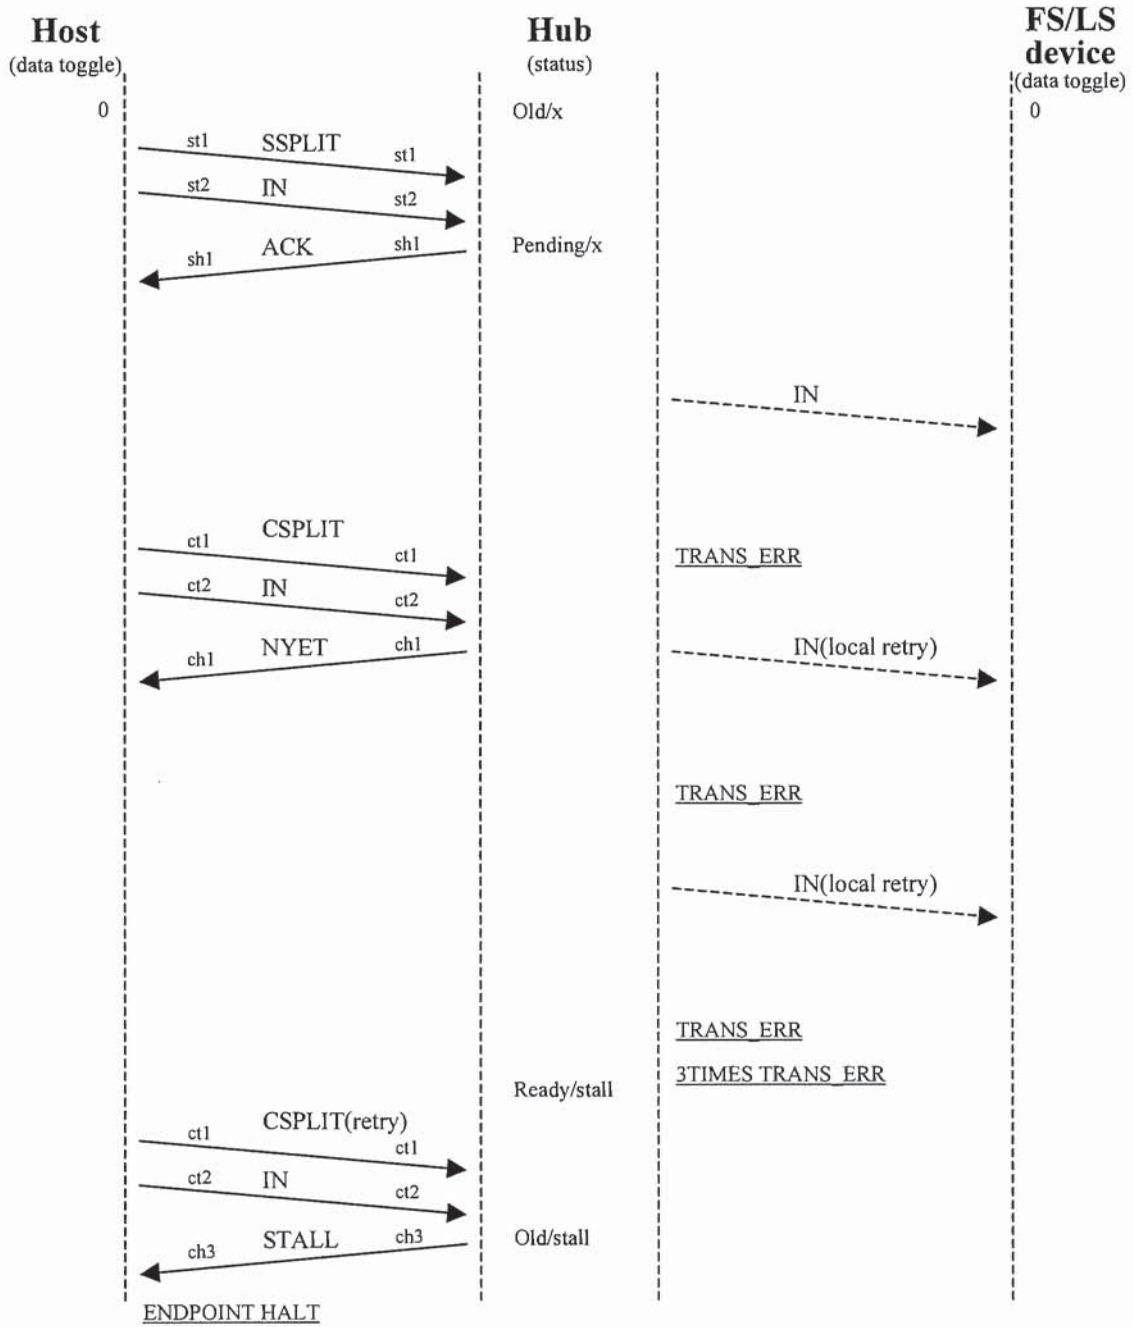 Host
(data toggle)
Hub
(status)
FS/LS
device
(data toggle)
0
Old/x
0
st1 SSPLIT st1
st2 IN st2
ACK sh1
sh1
Pending/x
IN
CSPLIT
ct1 ct1
TRANS_ERR
ct2 IN ct2
NYET ch1
ch1
IN(local retry)
TRANS_ERR
IN(local retry)
TRANS_ERR
3TIMES TRANS_ERR
Ready/stall
CSPLIT(retry)
ct1 ct1
ct2 IN ct2
STALL ch3
ch3
Old/stall
ENDPOINT HALT